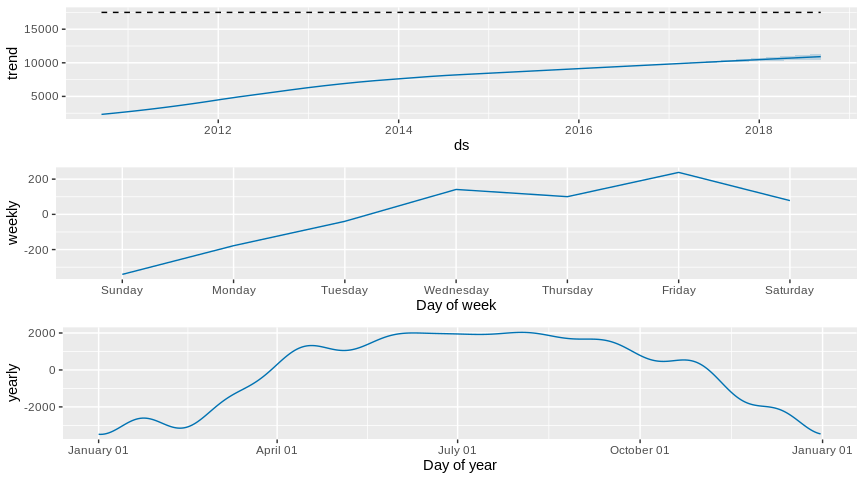 trend
15000
10000
5000
2012 2014 2016 2018
ds
weekly
200
0
-200
Sunday Monday Tuesday Wednesday Thursday Friday Saturday
Day of week
yearly
2000
0
-2000
January 01 April 01 July 01 October 01 January 01
Day of year